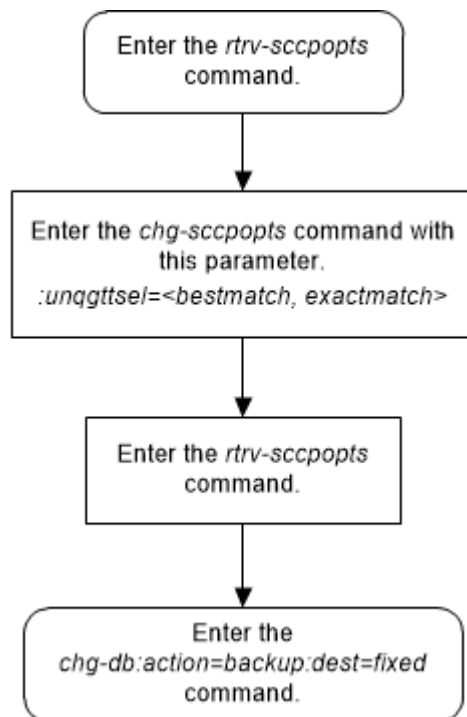 Enter the rtrv-sccpopts
command.
Enter the chg-sccpopts command with
this parameter.
:unqgttsel=<bestmatch, exactmatch>
Enter the rtrv-sccpopts
command.
Enter the
chg-db:action=backup:dest=fixed
command.